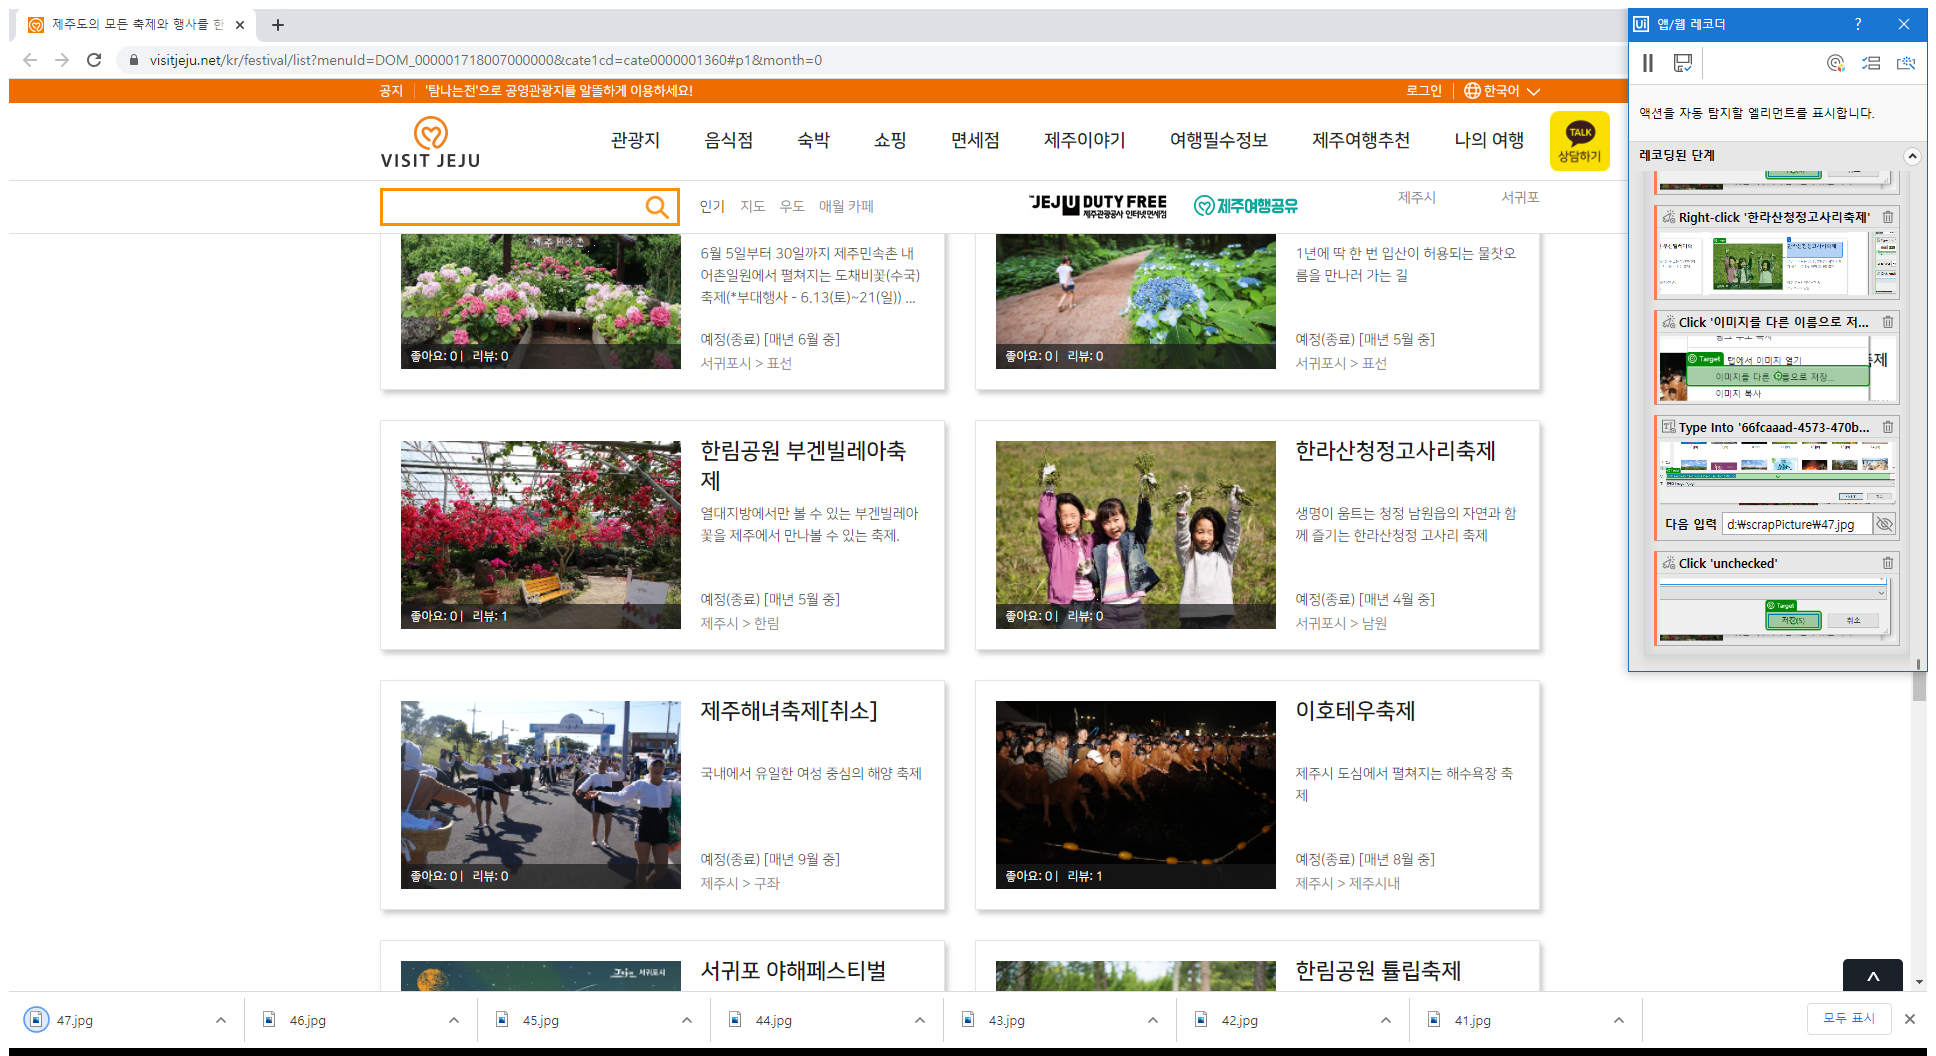 제주도의 모든 축제와 행사를 한
visitjeju.net/kr/festival/list?menuId=DOM_000001718007000000&cate1cd=cate0000001360#p1&month=0
공지 '탐나는전'으로 공영관광지를 알뜰하게 이용하세요!
로그인 한국어
VISIT JEJU
관광지 음식점 숙박 쇼핑 면세점 제주이야기 여행필수정보 제주여행추천 나의 여행
TALK
상담하기
인기 지도 우도 애월 카페
JEJU DUTY FREE
제주관광공사 인터넷면세점
제주여행공유
제주시 서귀포
제주민속촌
6월 5일부터 30일까지 제주민속촌 내
어촌일원에서 펼쳐지는 도채비꽃(수국)
축제(*부대행사 - 6.13(토)~21(일)) ...
예정(종료) [매년 6월 중]
서귀포시 > 표선
좋아요: 0 | 리뷰: 0
1년에 딱 한 번 입산이 허용되는 물찻오
름을 만나러 가는 길
예정(종료) [매년 5월 중]
서귀포시 > 표선
좋아요: 0 | 리뷰: 0
한림공원 부겐빌레아축
제
열대지방에서만 볼 수 있는 부겐빌레아
꽃을 제주에서 만나볼 수 있는 축제.
예정(종료) [매년 5월 중]
제주시 > 한림
좋아요: 0 | 리뷰: 1
한라산청정고사리축제
생명이 움트는 청정 남원읍의 자연과 함
께 즐기는 한라산청정 고사리 축제
예정(종료) [매년 4월 중]
서귀포시 > 남원
좋아요: 0 | 리뷰: 0
제주해녀축제[취소]
국내에서 유일한 여성 중심의 해양 축제
예정(종료) [매년 9월 중]
제주시 > 구좌
좋아요: 0 | 리뷰: 0
이호테우축제
제주시 도심에서 펼쳐지는 해수욕장 축
제
예정(종료) [매년 8월 중]
제주시 > 제주시내
좋아요: 0 | 리뷰: 1
Jeju 서귀포시
서귀포 야해페스티벌
한림공원 튤립축제
47.jpg
46.jpg
45.jpg
44.jpg
43.jpg
42.jpg
41.jpg
모두 표시
Ui 앱/웹 레코더 ?
액션을 자동 탐지할 엘리먼트를 표시합니다.
레코딩된 단계
취소
Right-click '한라산청정고사리축제'
한라산청정고사리축제
Click '이미지를 다른 이름으로 저...
Target 탭에서 이미지 열기
이미지를 다른 이름으로 저장...
이미지 복사
축제
Type Into '66fcaaad-4573-470b...
다음 입력 d:₩scrapPicture₩47.jpg
Click 'unchecked'
Target
저장(S) 취소